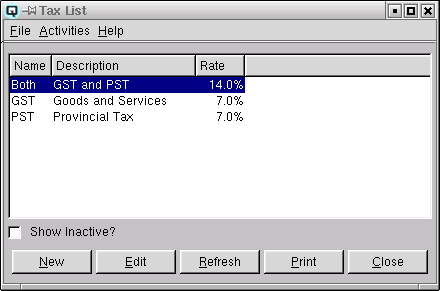 Q Tax List
File Activities Help
Name Description Rate
Both GST and PST 14.0%
GST Goods and Services 7.0%
PST Provincial Tax 7.0%
Show Inactive?
New Edit Refresh Print Close